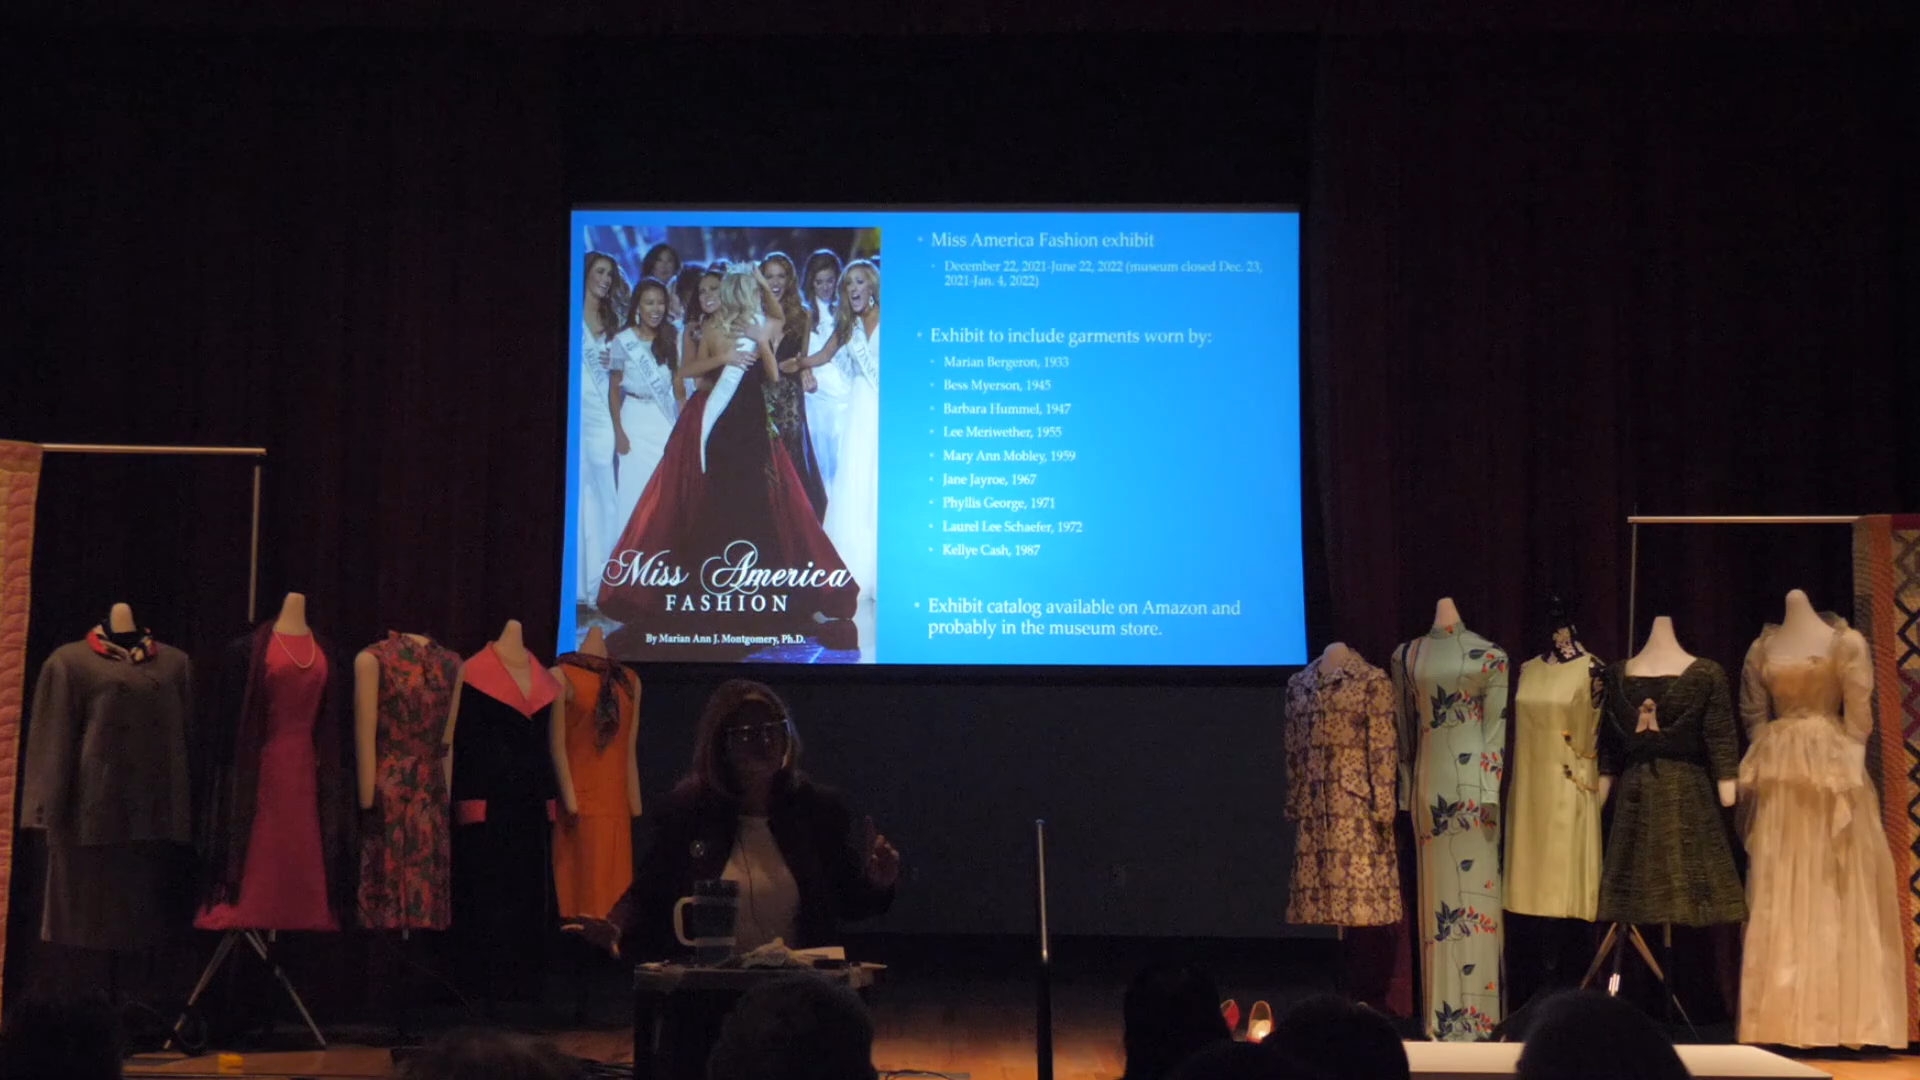 Miss America Fashion exhibit
December 22, 2021-June 22, 2022 (museum closed Dec. 23,
2021-Jan. 4, 2022)
Exhibit to include garments worn by:
Marian Bergeron, 1933
Bess Myerson, 1945
Barbara Hummel, 1947
Lee Meriwether, 1955
Mary Ann Mobley, 1959
Jane Jayroe, 1967
Phyllis George, 1971
Laurel Lee Schaefer, 1972
Kellye Cash, 1987
Exhibit catalog available on Amazon and
probably in the museum store.
Miss America
FASHION
By Marian Ann J. Montgomery, Ph.D.